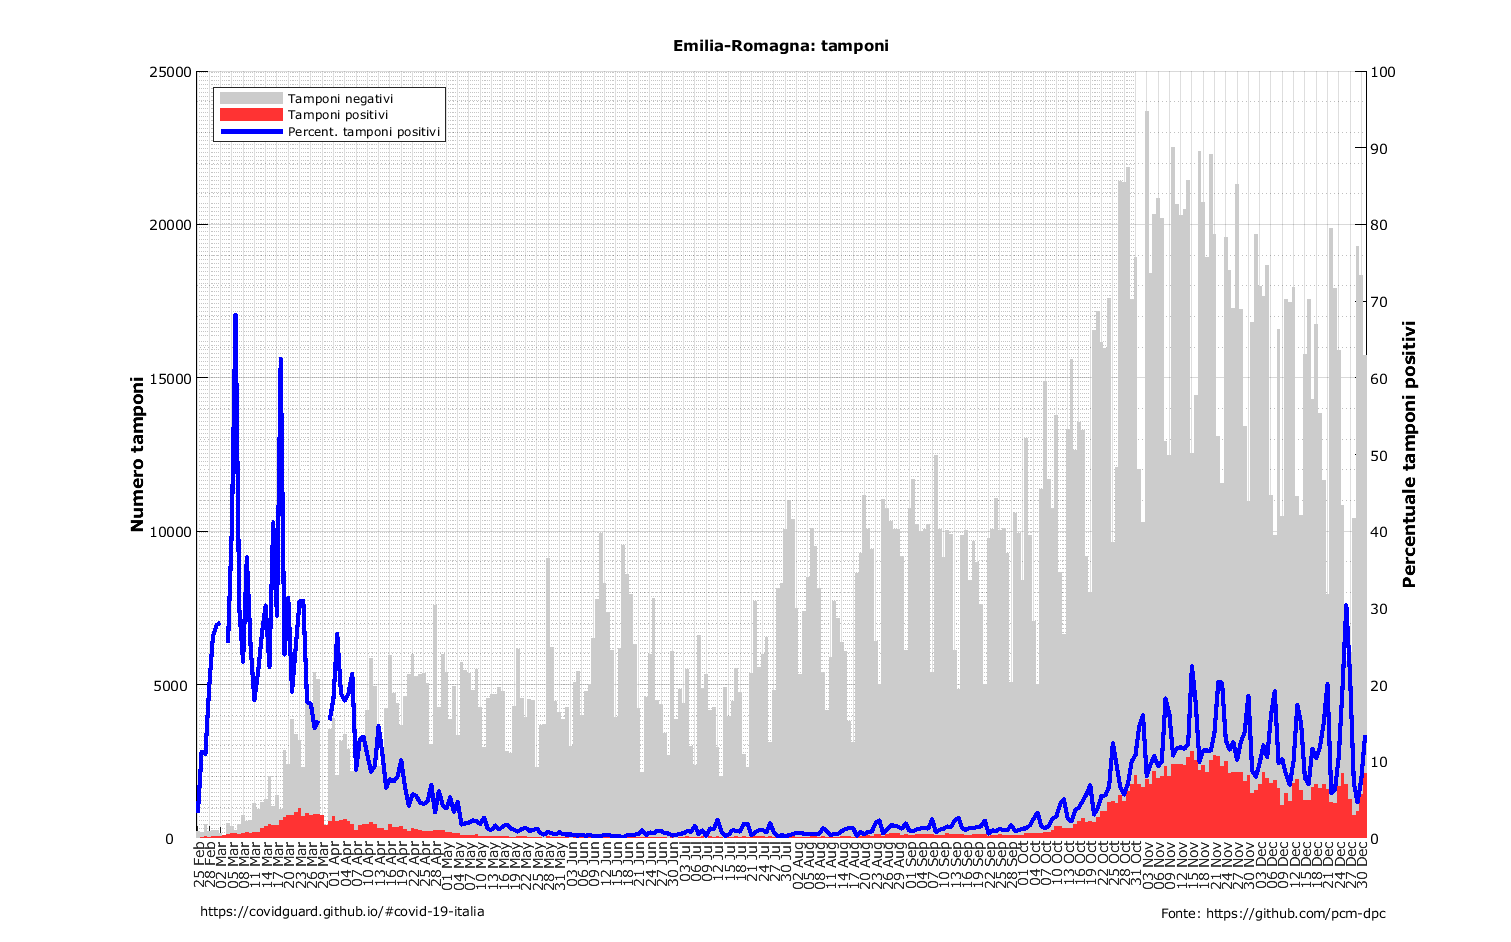 Emilia-Romagna: tamponi
25000
20000
15000
10000
5000
0
100
90
80
70
60
50
40
30
20
10
0
Tamponi negativi
Tamponi positivi
Percent. tamponi positivi
Numero tamponi
Percentuale tamponi positivi
25 Feb
28 Feb
02 Mar
05 Mar
08 Mar
11 Mar
14 Mar
17 Mar
20 Mar
23 Mar
26 Mar
29 Mar
01 Apr
04 Apr
07 Apr
10 Apr
13 Apr
16 Apr
19 Apr
22 Apr
25 Apr
28 Apr
01 May
04 May
07 May
10 May
13 May
16 May
19 May
22 May
25 May
28 May
31 May
03 Jun
06 Jun
09 Jun
12 Jun
15 Jun
18 Jun
21 Jun
24 Jun
27 Jun
30 Jun
03 Jul
06 Jul
09 Jul
12 Jul
15 Jul
18 Jul
21 Jul
24 Jul
27 Jul
30 Jul
02 Aug
05 Aug
08 Aug
11 Aug
14 Aug
17 Aug
20 Aug
23 Aug
26 Aug
29 Aug
01 Sep
04 Sep
07 Sep
10 Sep
13 Sep
16 Sep
19 Sep
22 Sep
25 Sep
28 Sep
01 Oct
04 Oct
07 Oct
10 Oct
13 Oct
16 Oct
19 Oct
22 Oct
25 Oct
28 Oct
31 Oct
03 Nov
06 Nov
09 Nov
12 Nov
15 Nov
18 Nov
21 Nov
24 Nov
27 Nov
30 Nov
03 Dec
06 Dec
09 Dec
12 Dec
15 Dec
18 Dec
21 Dec
24 Dec
27 Dec
30 Dec
https://covidguard.github.io/#covid-19-italia
Fonte: https://github.com/pcm-dpc